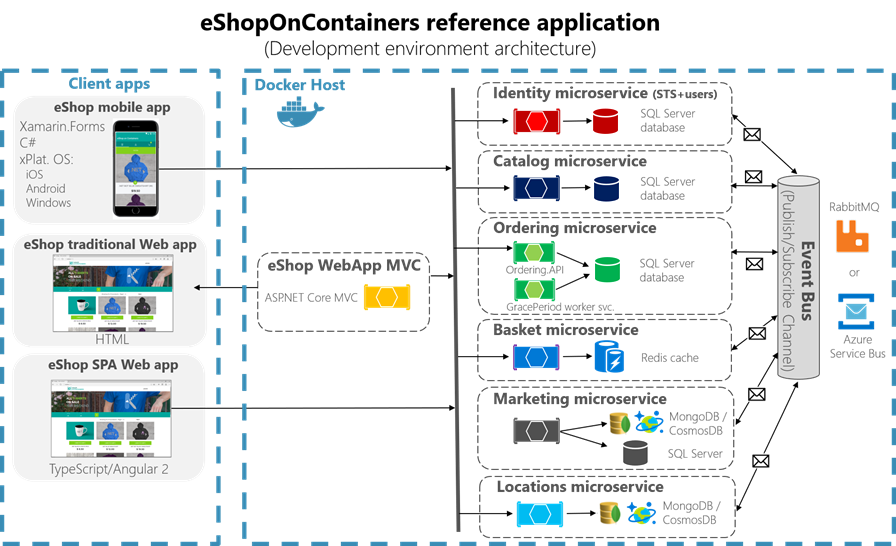 eShopOnContainers reference application
(Development environment architecture)
Client apps
eShop mobile app
Xamarin.Forms
C#
xPlat. OS:
iOS
Android
Windows
eShop traditional Web app
HTML
eShop SPA Web app
TypeScript/Angular 2
Docker Host
eShop WebApp MVC
ASP.NET Core MVC
Identity microservice (STS+users)
SQL Server
database
Catalog microservice
SQL Server
database
Ordering microservice
Ordering.API
SQL Server
database
GracePeriod worker svc.
Basket microservice
Redis cache
Marketing microservice
MongoDB /
CosmosDB
SQL Server
Locations microservice
MongoDB /
CosmosDB
Event Bus
(Publish/Subscribe Channel)
RabbitMQ
or
Azure
Service Bus